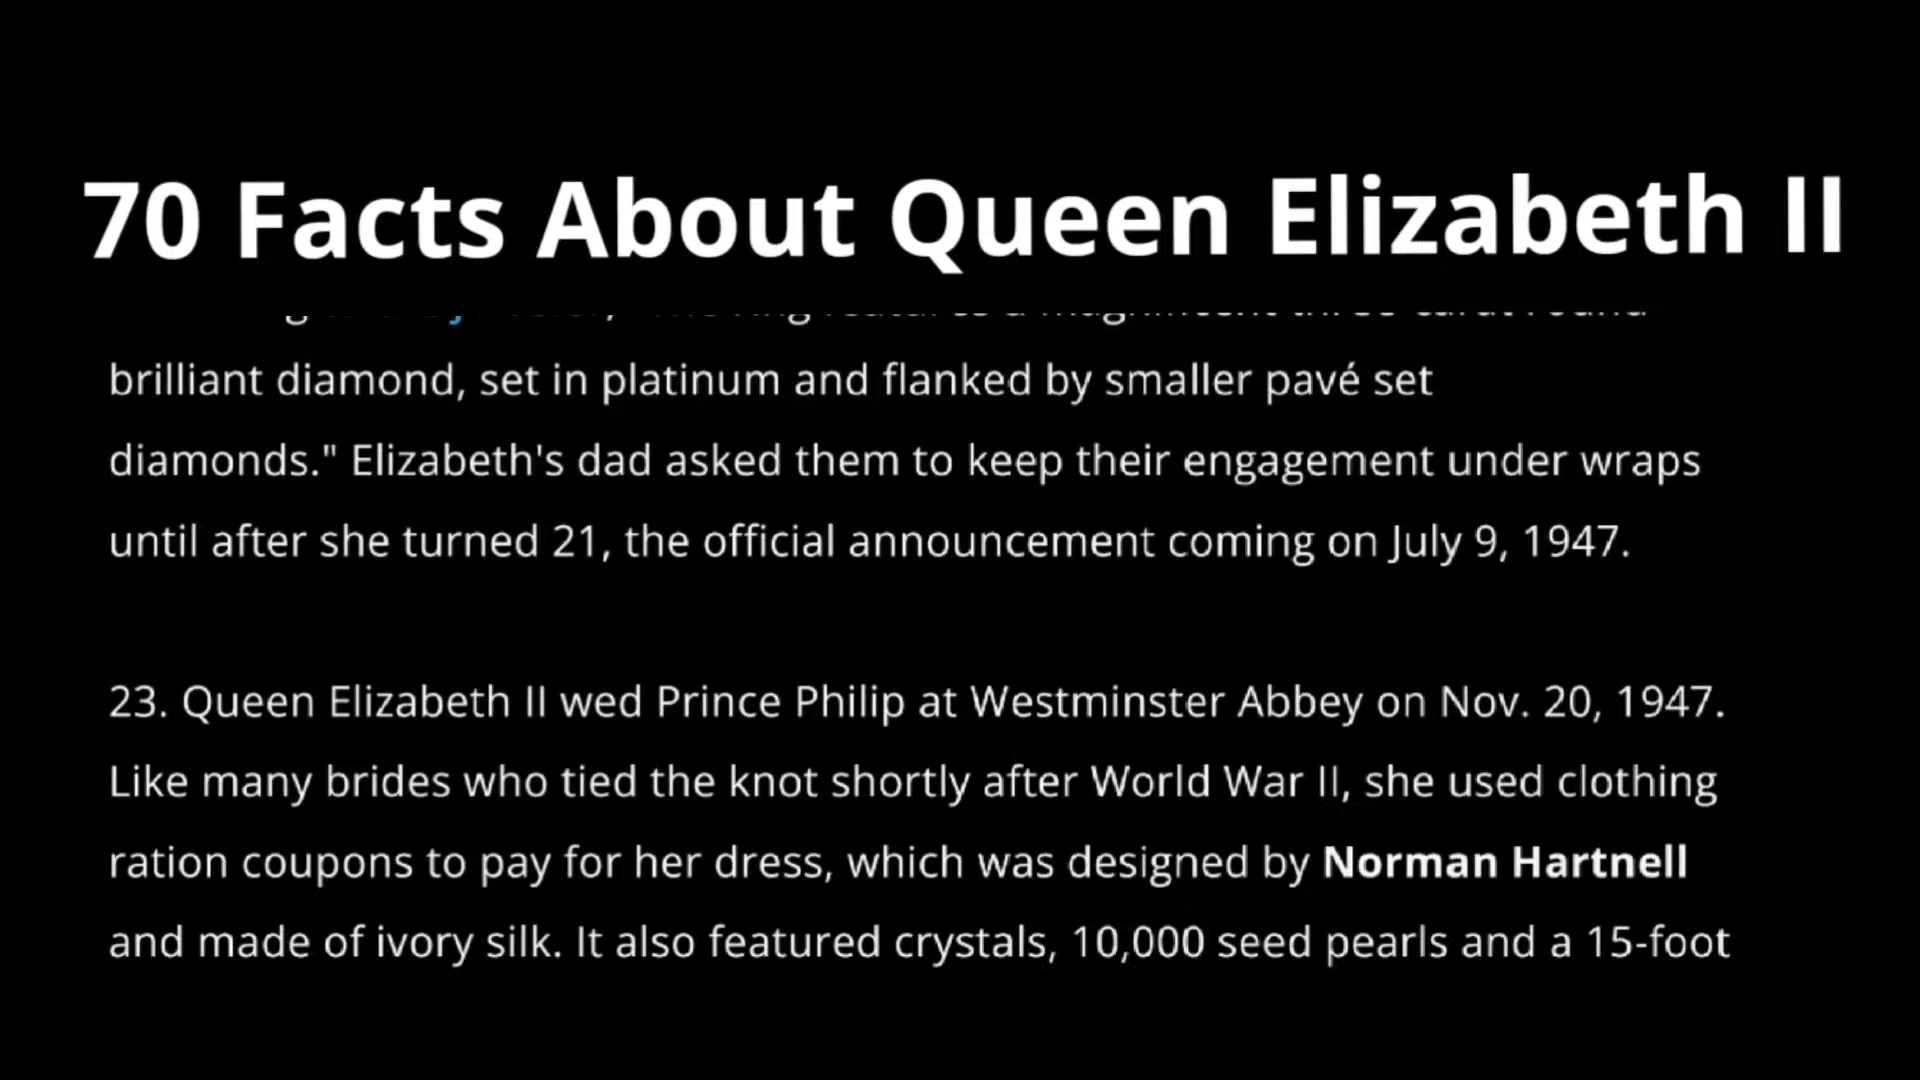 70 Facts About Queen Elizabeth II
brilliant diamond, set in platinum and flanked by smaller pavé set
diamonds." Elizabeth's dad asked them to keep their engagement under wraps
until after she turned 21, the official announcement coming on July 9, 1947.
23. Queen Elizabeth II wed Prince Philip at Westminster Abbey on Nov. 20, 1947.
Like many brides who tied the knot shortly after World War II, she used clothing
ration coupons to pay for her dress, which was designed by Norman Hartnell
and made of ivory silk. It also featured crystals, 10,000 seed pearls and a 15-foot